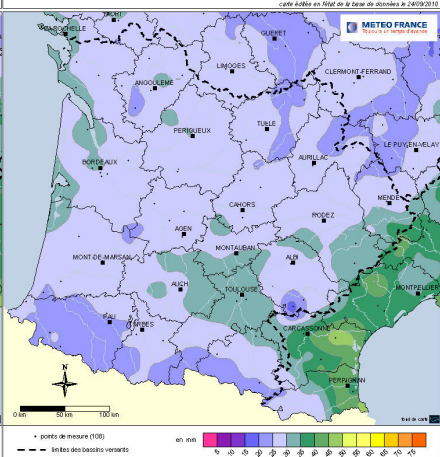 carte éditée en l'état de la base de données le 24/09/2010
METEO FRANCE
Toujours un temps d'avance
NIORT
LA ROCHELLE
GUERET
LIMOGES
CLERMONT-FERRAND
ANGOULEME
TULLE
PERIGUEUX
LE PUY-EN-VELAY
AURILLAC
BORDEAUX
MENDE
CAHORS
RODEZ
AGEN
MONTAUBAN
MONT-DE-MARSAN
ALBI
AUCH
TOULOUSE
MONTPELLIER
PAU
TARBES
CARCASSONNE
PERPIGNAN
N
0 km 50 km 100 km
points de mesure (108)
limites des bassins versants
en mm
5 10 15 20 25 30 35 40 45 50 55 60 65 70 75